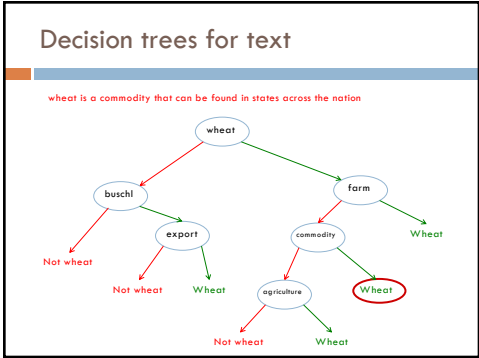 Decision trees for text
wheat is a commodity that can be found in states across the nation
wheat
buschl
farm
export
commodity
Wheat
Not wheat
Not wheat
Wheat
agriculture
Wheat
Not wheat
Wheat